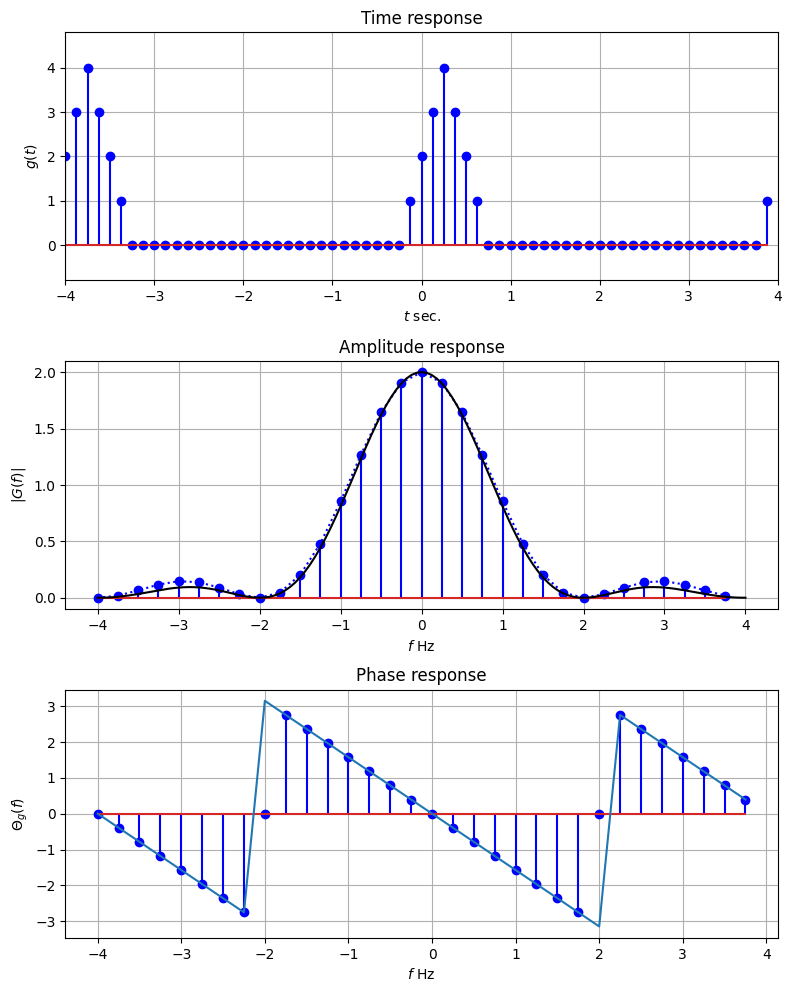 Time response
g(t)
4
3
2
1
0
−4 −3 −2 −1 0 1 2 3 4
t sec.
Amplitude response
|G(f)|
2.0
1.5
1.0
0.5
0.0
−4 −3 −2 −1 0 1 2 3 4
f Hz
Phase response
Θg(f)
3
2
1
0
−1
−2
−3
−4 −3 −2 −1 0 1 2 3 4
f Hz